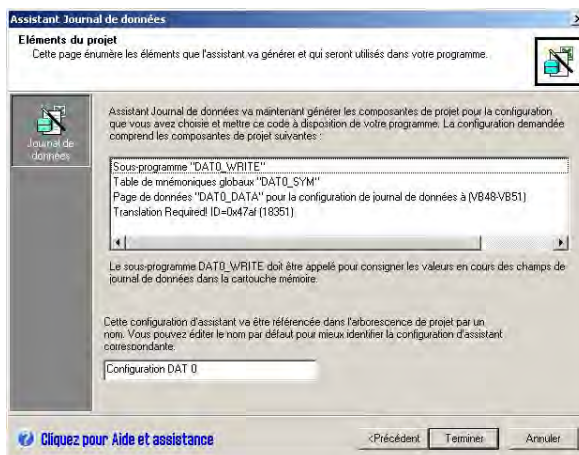 Assistant Journal de données
Eléments du projet
Cette page énumère les éléments que l'assistant va générer et qui seront utilisés dans votre programme.
Journal de
données
Assistant Journal de données va maintenant générer les composantes de projet pour la configuration
que vous avez choisie et mettre ce code à disposition de votre programme. La configuration demandée
comprend les composantes de projet suivantes :
Sous-programme "DAT0_WRITE"
Table de mnémoniques globaux "DAT0_SYM"
Page de données "DAT0_DATA" pour la configuration de journal de données à (VB48-VB51)
Translation Required! ID=0x47af (18351)
Le sous-programme DAT0_WRITE doit être appelé pour consigner les valeurs en cours des champs de
journal de données dans la cartouche mémoire.
Cette configuration d'assistant va être référencée dans l'arborescence de projet par un
nom. Vous pouvez éditer le nom par défaut pour mieux identifier la configuration d'assistant
correspondante.
Configuration DAT 0
Cliquez pour Aide et assistance
<Précédent Terminer Annuler